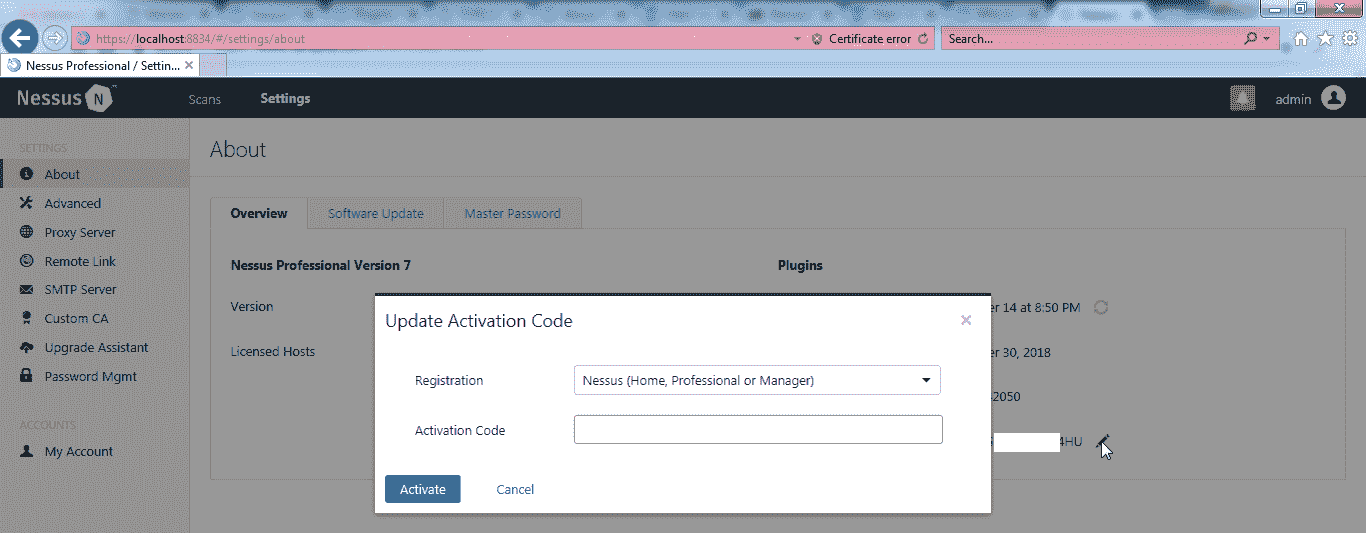 https://localhost:8834/#/settings/about Certificate error Search...
Nessus Professional / Settin...
Nessus N Scans Settings admin
SETTINGS
About
About
Advanced
Overview Software Update Master Password
Proxy Server
Remote Link
Nessus Professional Version 7 Plugins
SMTP Server
Version er 14 at 8:50 PM
Custom CA
Update Activation Code
Upgrade Assistant
Licensed Hosts er 30, 2018
Password Mgmt
Registration Nessus (Home, Professional or Manager)
2050
ACCOUNTS
Activation Code
4HU
My Account
Activate Cancel